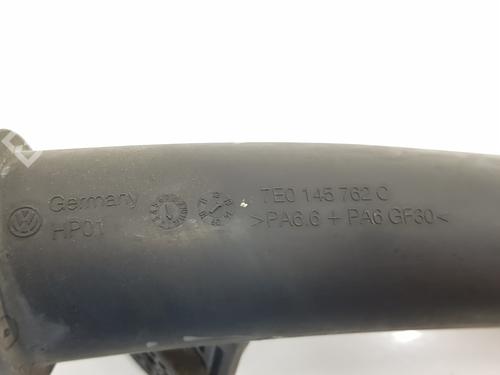 Germany
HP01
7E0 145 762 C
>PA6.6 + PA6 GF30<